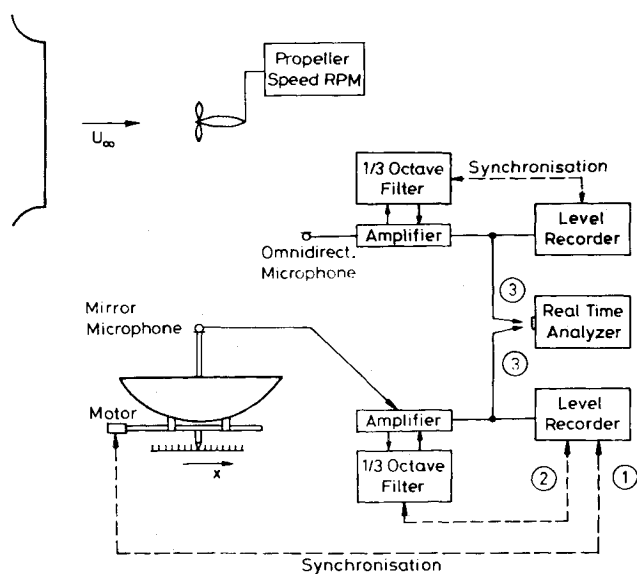 Propeller
Speed RPM
U∞
1/3 Octave
Filter
Synchronisation
Level
Recorder
Amplifier
Omnidirect.
Microphone
3
Mirror
Microphone
Real Time
Analyzer
3
Motor
Amplifier
Level
Recorder
1/3 Octave
Filter
2
1
x
Synchronisation